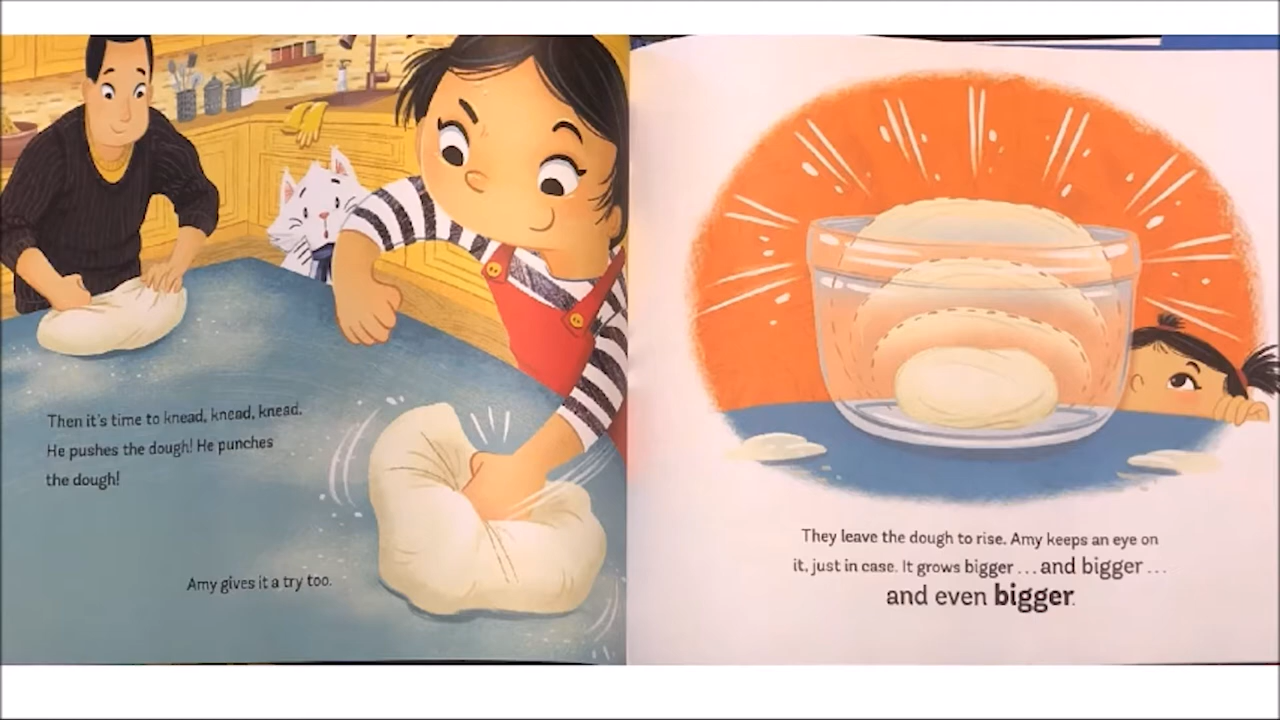 Then it's time to knead, knead, knead.
He pushes the dough! He punches
the dough!
Amy gives it a try too.
They leave the dough to rise. Amy keeps an eye on
it, just in case. It grows bigger . . . and bigger . . .
and even bigger.